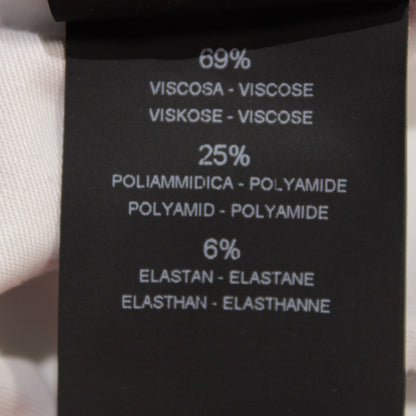 69%
VISCOSA - VISCOSE
VISKOSE - VISCOSE
25%
POLIAMMIDICA - POLYAMIDE
POLYAMID - POLYAMIDE
6%
ELASTAN - ELASTANE
ELASTHAN - ELASTHANNE